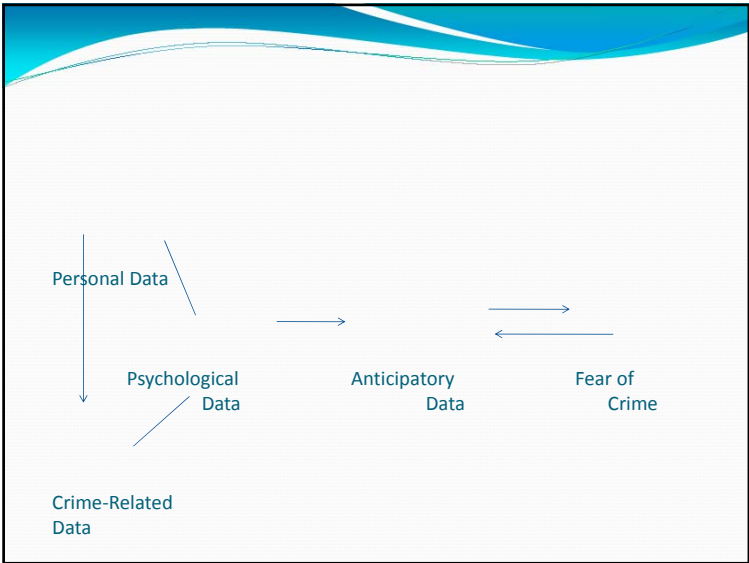 Personal Data
Psychological Anticipatory Fear of
Data Data Crime
Crime-Related
Data